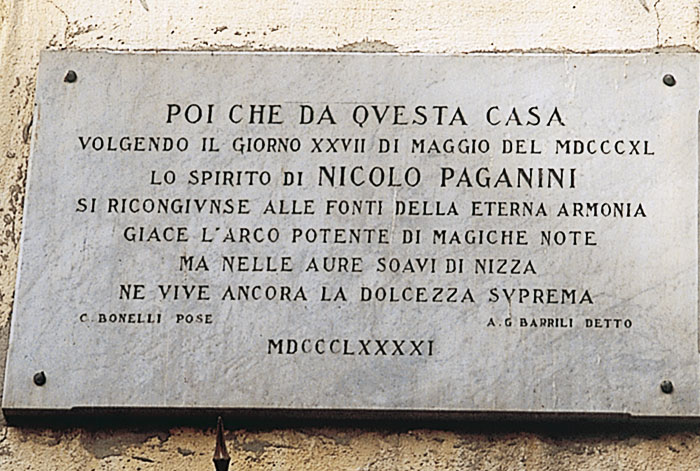 POI CHE DA QVESTA CASA
VOLGENDO IL GIORNO XXVII DI MAGGIO DEL MDCCCXL
LO SPIRITO DI NICOLO PAGANINI
SI RICONGIVNSE ALLE FONTI DELLA ETERNA ARMONIA
GIACE L'ARCO POTENTE DI MAGICHE NOTE
MA NELLE AURE SOAVI DI NIZZA
NE VIVE ANCORA LA DOLCEZZA SVPREMA
C. BONELLI POSE A.G BARRILI DETTO
MDCCCLXXXXI